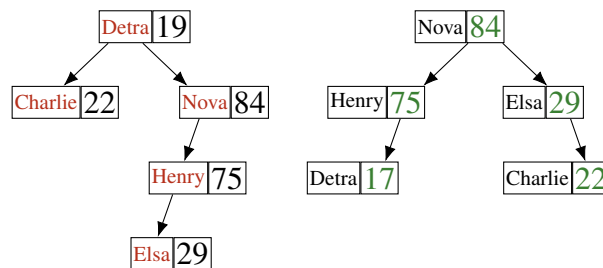 Detra 19
Nova 84
Charlie 22
Nova 84
Henry 75
Elsa 29
Henry 75
Detra 17
Charlie 22
Elsa 29